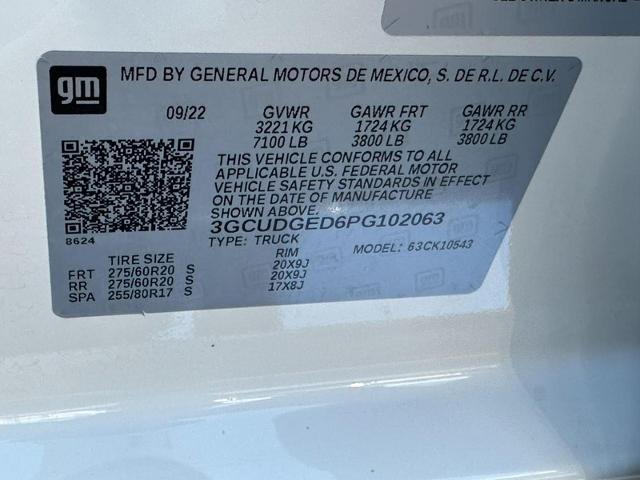 gm
MFD BY GENERAL MOTORS DE MEXICO, S. DE R.L. DE C.V.
09/22 GVWR GAWR FRT GAWR RR
3221 KG 1724 KG 1724 KG
7100 LB 3800 LB 3800 LB
THIS VEHICLE CONFORMS TO ALL
APPLICABLE U.S. FEDERAL MOTOR
VEHICLE SAFETY STANDARDS IN EFFECT
ON THE DATE OF MANUFACTURE
SHOWN ABOVE.
3GCUDGED6PG102063
8624
TYPE: TRUCK MODEL: 63CK10543
TIRE SIZE RIM
FRT 275/60R20 S 20X9J
RR 275/60R20 S 20X9J
SPA 255/80R17 S 17X8J